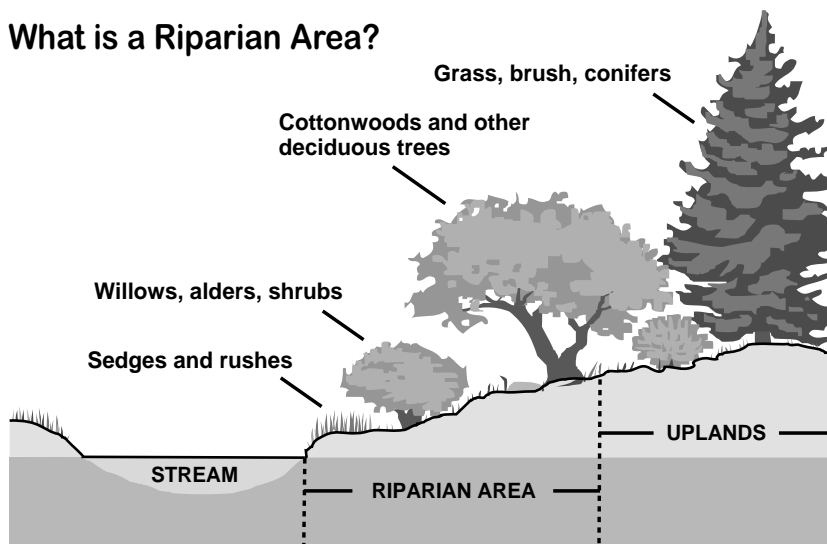 What is a Riparian Area?
Grass, brush, conifers
Cottonwoods and other
deciduous trees
Willows, alders, shrubs
Sedges and rushes
UPLANDS
STREAM
RIPARIAN AREA